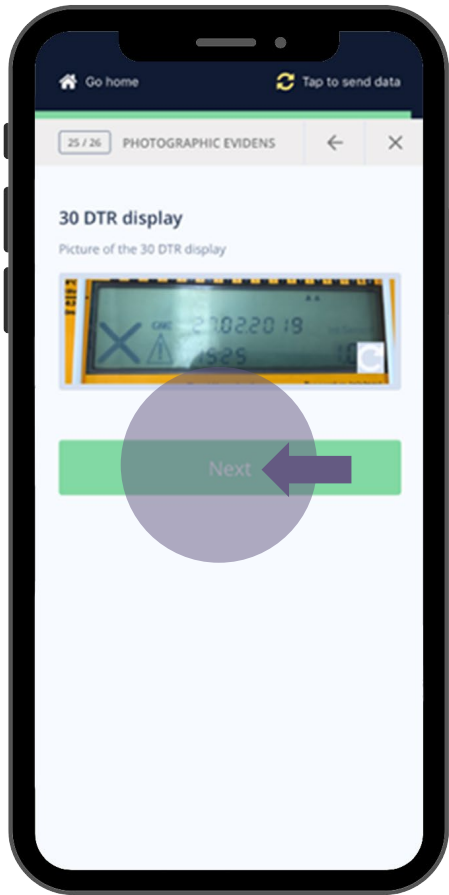 Go home
Tap to send data
25 / 26 PHOTOGRAPHIC EVIDENS
30 DTR display
Picture of the 30 DTR display
27.02.2019
15:25
Next